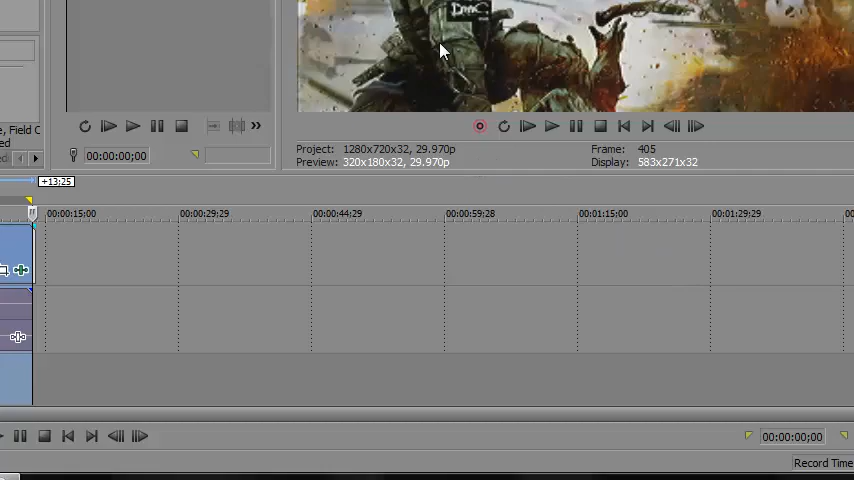 DmC
, Field O
ed:
00:00:00;00
Project: 1280x720x32, 29.970p
Preview: 320x180x32, 29.970p
Frame: 405
Display: 583x271x32
+13;25
00:00:15;00 00:00:29;29 00:00:44;29 00:00:59;28 00:01:15;00 00:01:29;29 00
00:00:00;00
Record Time